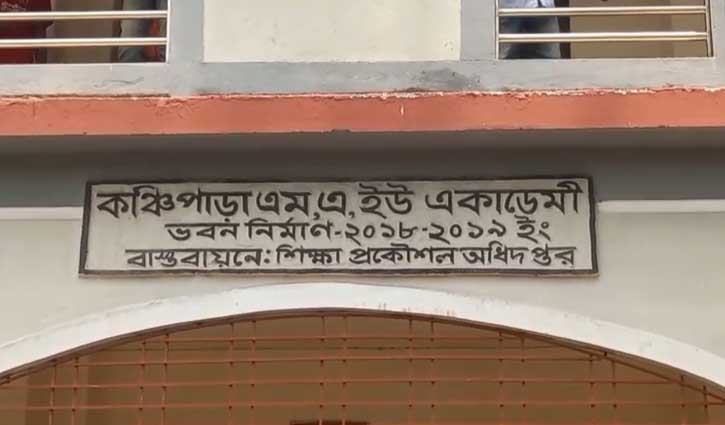 কঞ্চিপাড়া এম, এ, ইউ একাডেমী
ভবন নির্মাণ-২০১৮-২০১৯ ইং
বাস্তবায়নে: শিক্ষা প্রকৌশল অধিদপ্তর